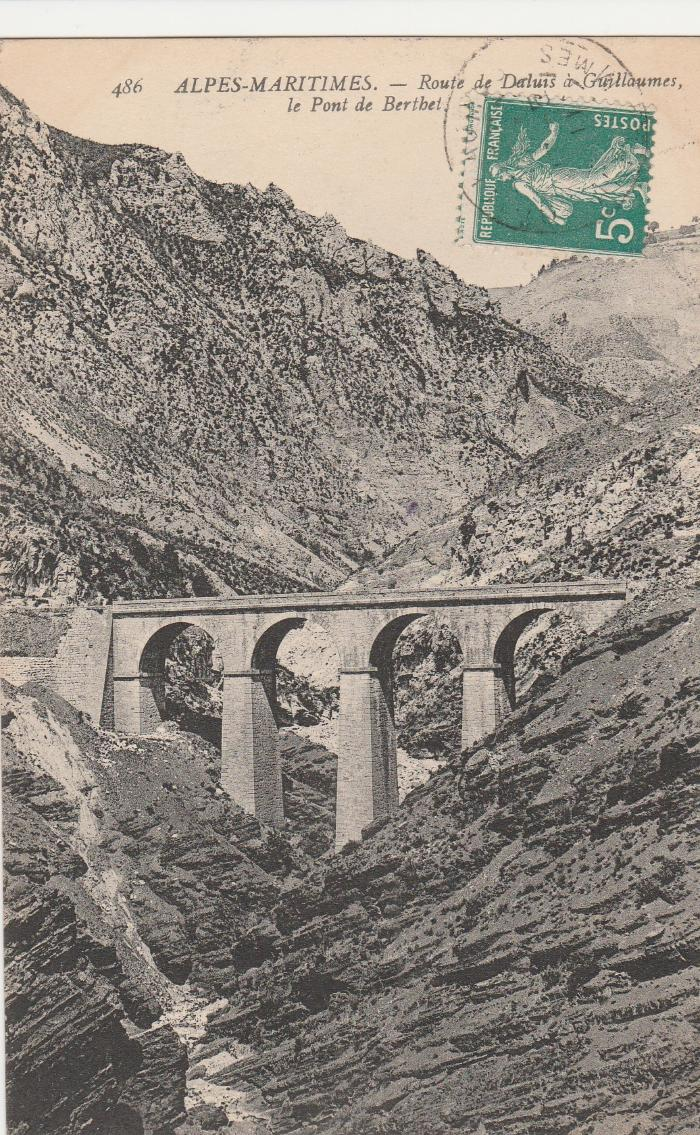 486 ALPES-MARITIMES. — Route de Daluis à Guillaumes,
le Pont de Berthet
REPUBLIQUE FRANÇAISE
POSTES
5c